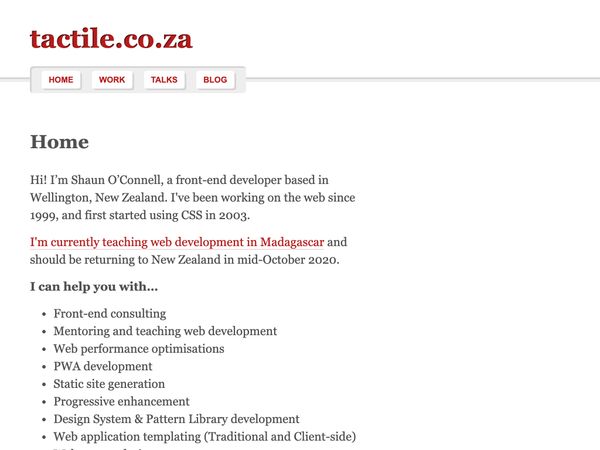 tactile.co.za
HOME WORK TALKS BLOG
Home
Hi! I’m Shaun O’Connell, a front-end developer based in
Wellington, New Zealand. I've been working on the web since
1999, and first started using CSS in 2003.
I'm currently teaching web development in Madagascar and
should be returning to New Zealand in mid-October 2020.
I can help you with…
• Front-end consulting
• Mentoring and teaching web development
• Web performance optimisations
• PWA development
• Static site generation
• Progressive enhancement
• Design System & Pattern Library development
• Web application templating (Traditional and Client-side)